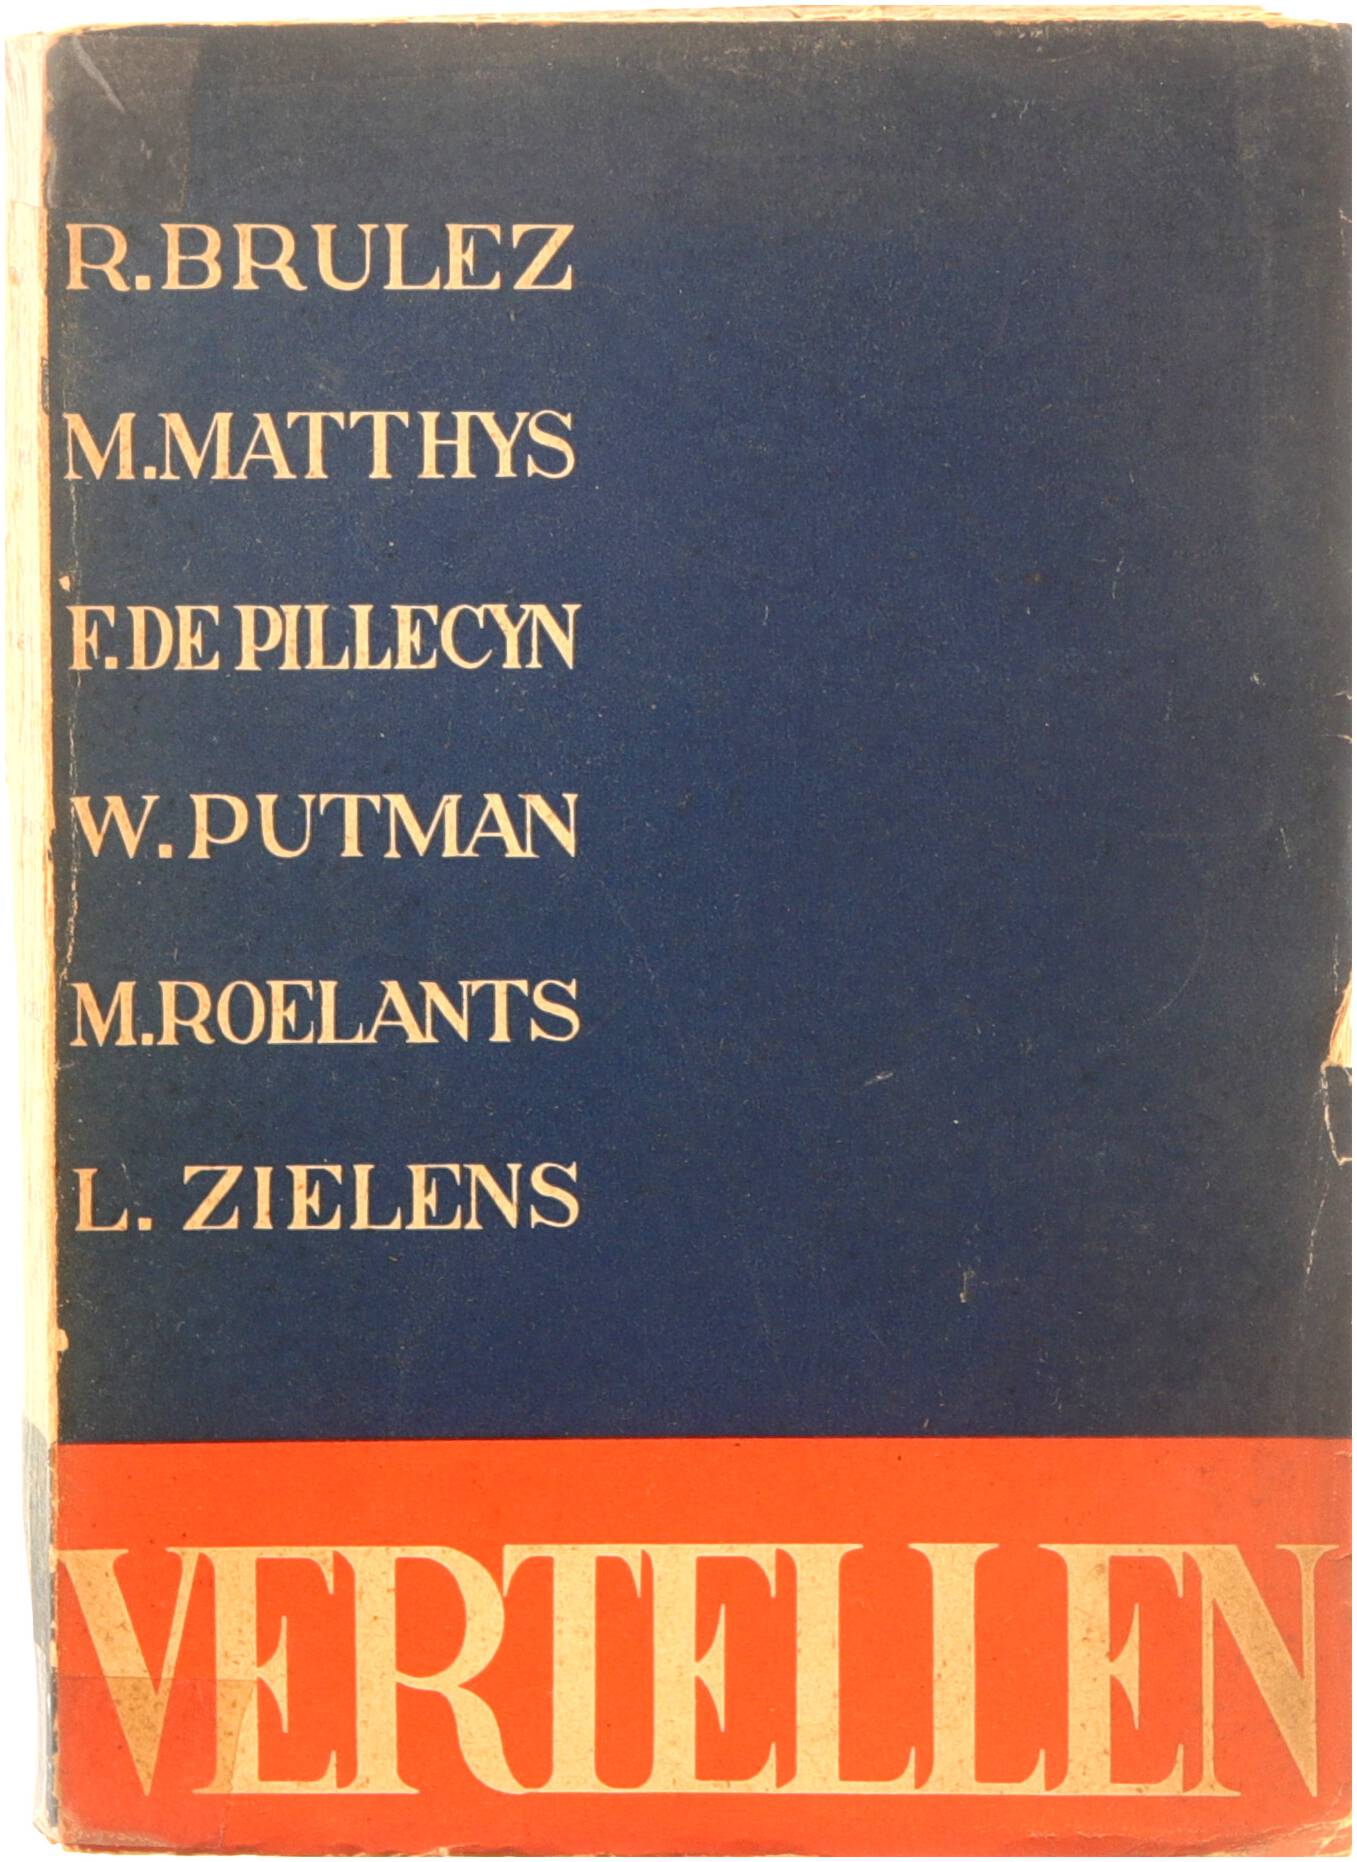 R. BRULEZ
M. MATTHYS
F. DE PILLECYN
W. PUTMAN
M. ROELANTS
L. ZIELENS
VERTELLEN